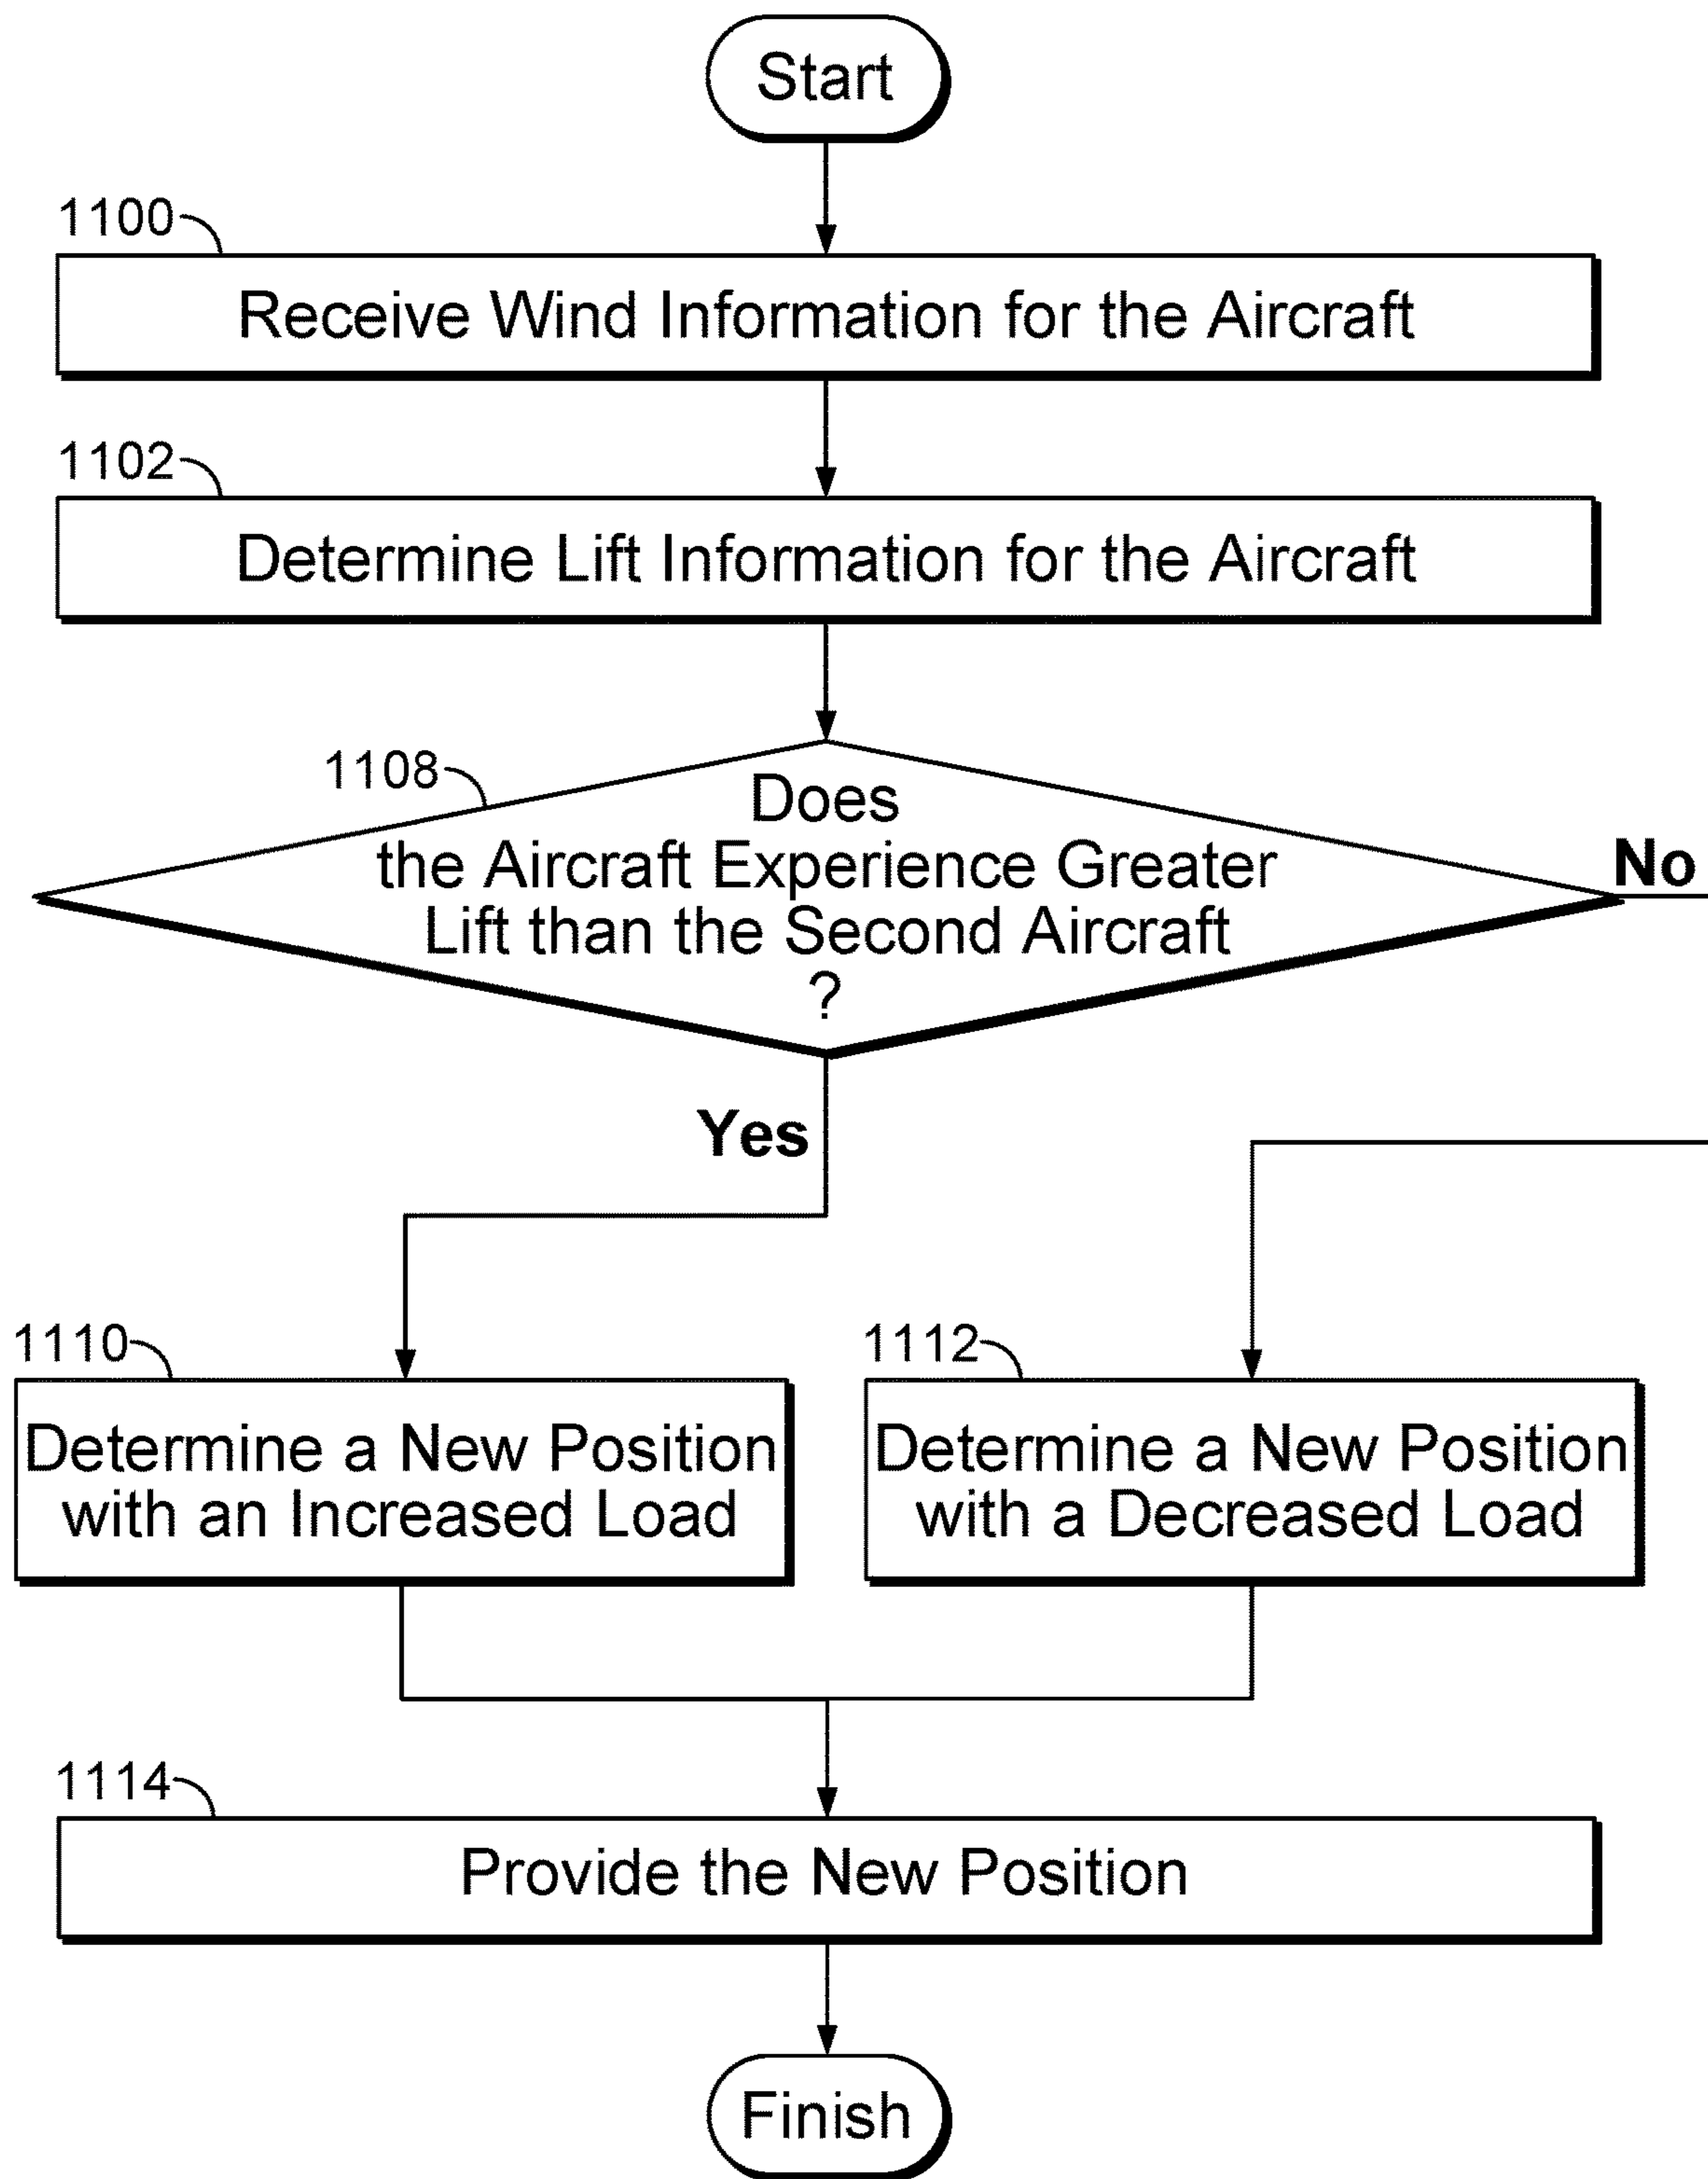 Start
1100
Receive Wind Information for the Aircraft
1102
Determine Lift Information for the Aircraft
1108
Does
the Aircraft Experience Greater
Lift than the Second Aircraft
?
No
Yes
1110
Determine a New Position
with an Increased Load
1112
Determine a New Position
with a Decreased Load
1114
Provide the New Position
Finish